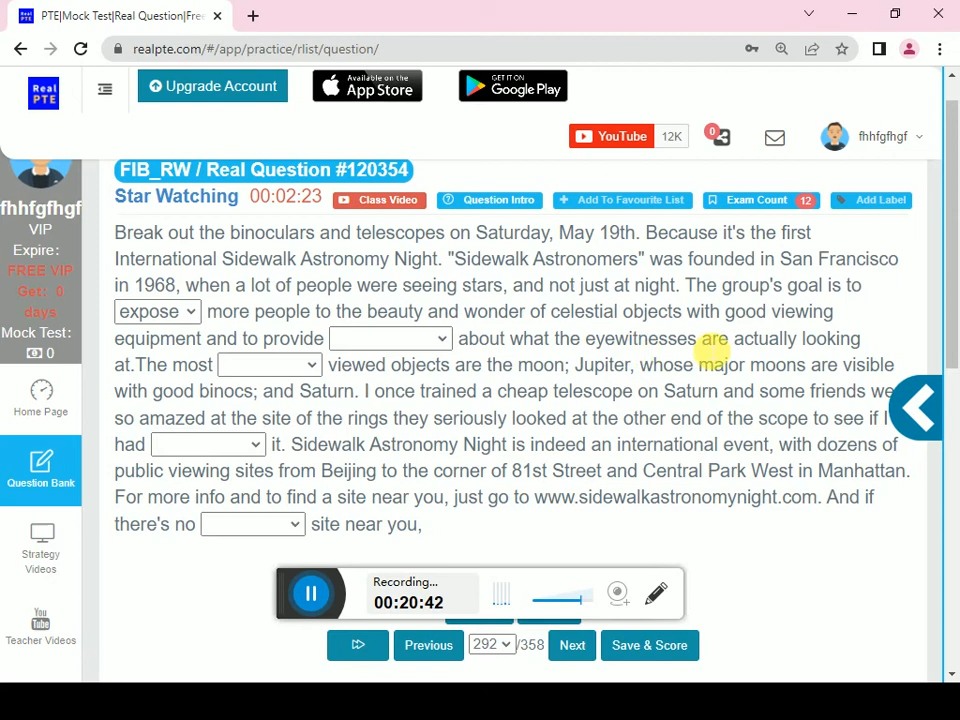 PTE|Mock Test|Real Question|Fre
realpte.com/#/app/practice/rlist/question/
Real PTE
Upgrade Account
Available on the
App Store
GET IT ON
Google Play
YouTube 12K
0
fhhfgfhgf
fhhfgfhgf
VIP
Expire:
FREE VIP
Get: 0
days
Mock Test:
0
Home Page
Question Bank
Strategy
Videos
You
Tube
Teacher Videos
FIB_RW / Real Question #120354
Star Watching 00:02:23 Class Video Question Intro Add To Favourite List Exam Count 12 Add Label
Break out the binoculars and telescopes on Saturday, May 19th. Because it's the first
International Sidewalk Astronomy Night. "Sidewalk Astronomers" was founded in San Francisco
in 1968, when a lot of people were seeing stars, and not just at night. The group's goal is to
expose more people to the beauty and wonder of celestial objects with good viewing
equipment and to provide about what the eyewitnesses are actually looking
at.The most viewed objects are the moon; Jupiter, whose major moons are visible
with good binocs; and Saturn. I once trained a cheap telescope on Saturn and some friends we
so amazed at the site of the rings they seriously looked at the other end of the scope to see if I
had it. Sidewalk Astronomy Night is indeed an international event, with dozens of
public viewing sites from Beijing to the corner of 81st Street and Central Park West in Manhattan.
For more info and to find a site near you, just go to www.sidewalkastronomynight.com. And if
there's no site near you,
Recording...
00:20:42
Previous 292 /358 Next Save & Score